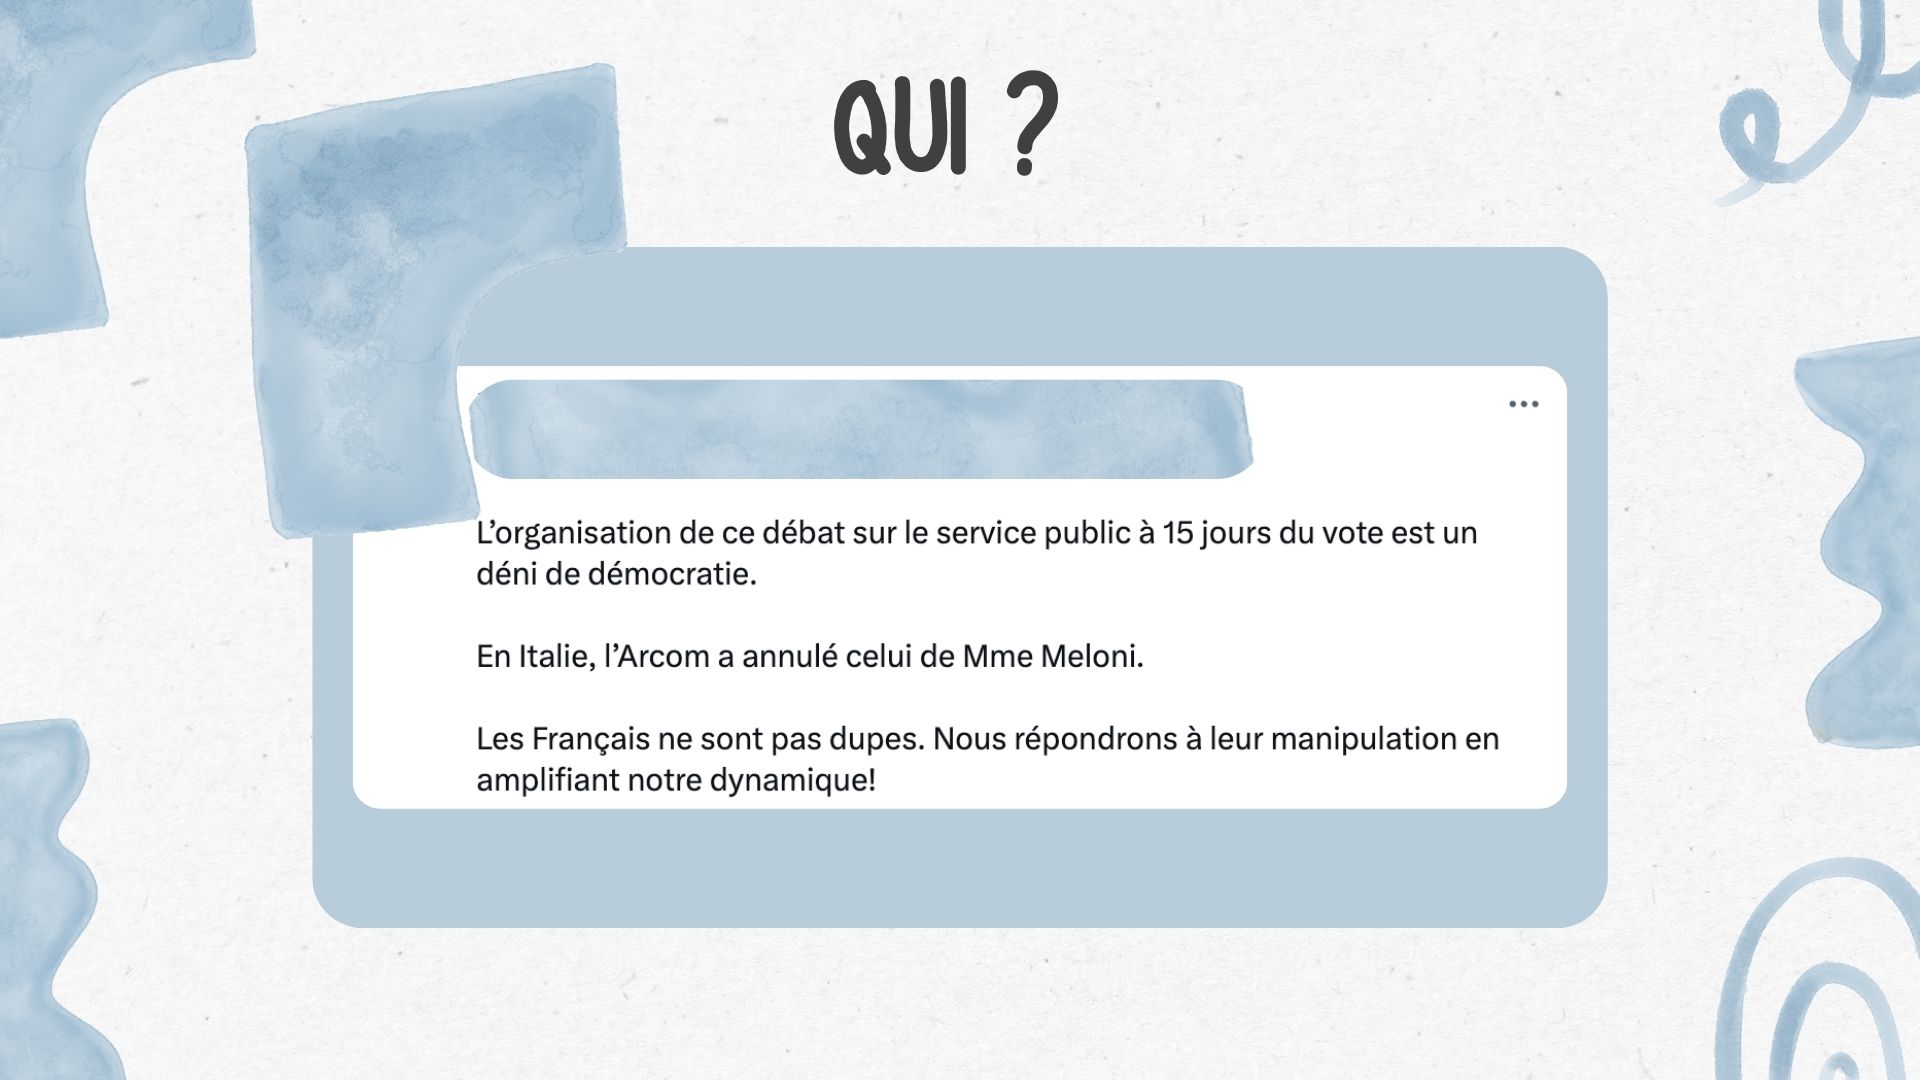 QUI ?
L’organisation de ce débat sur le service public à 15 jours du vote est un
déni de démocratie.
En Italie, l’Arcom a annulé celui de Mme Meloni.
Les Français ne sont pas dupes. Nous répondrons à leur manipulation en
amplifiant notre dynamique!